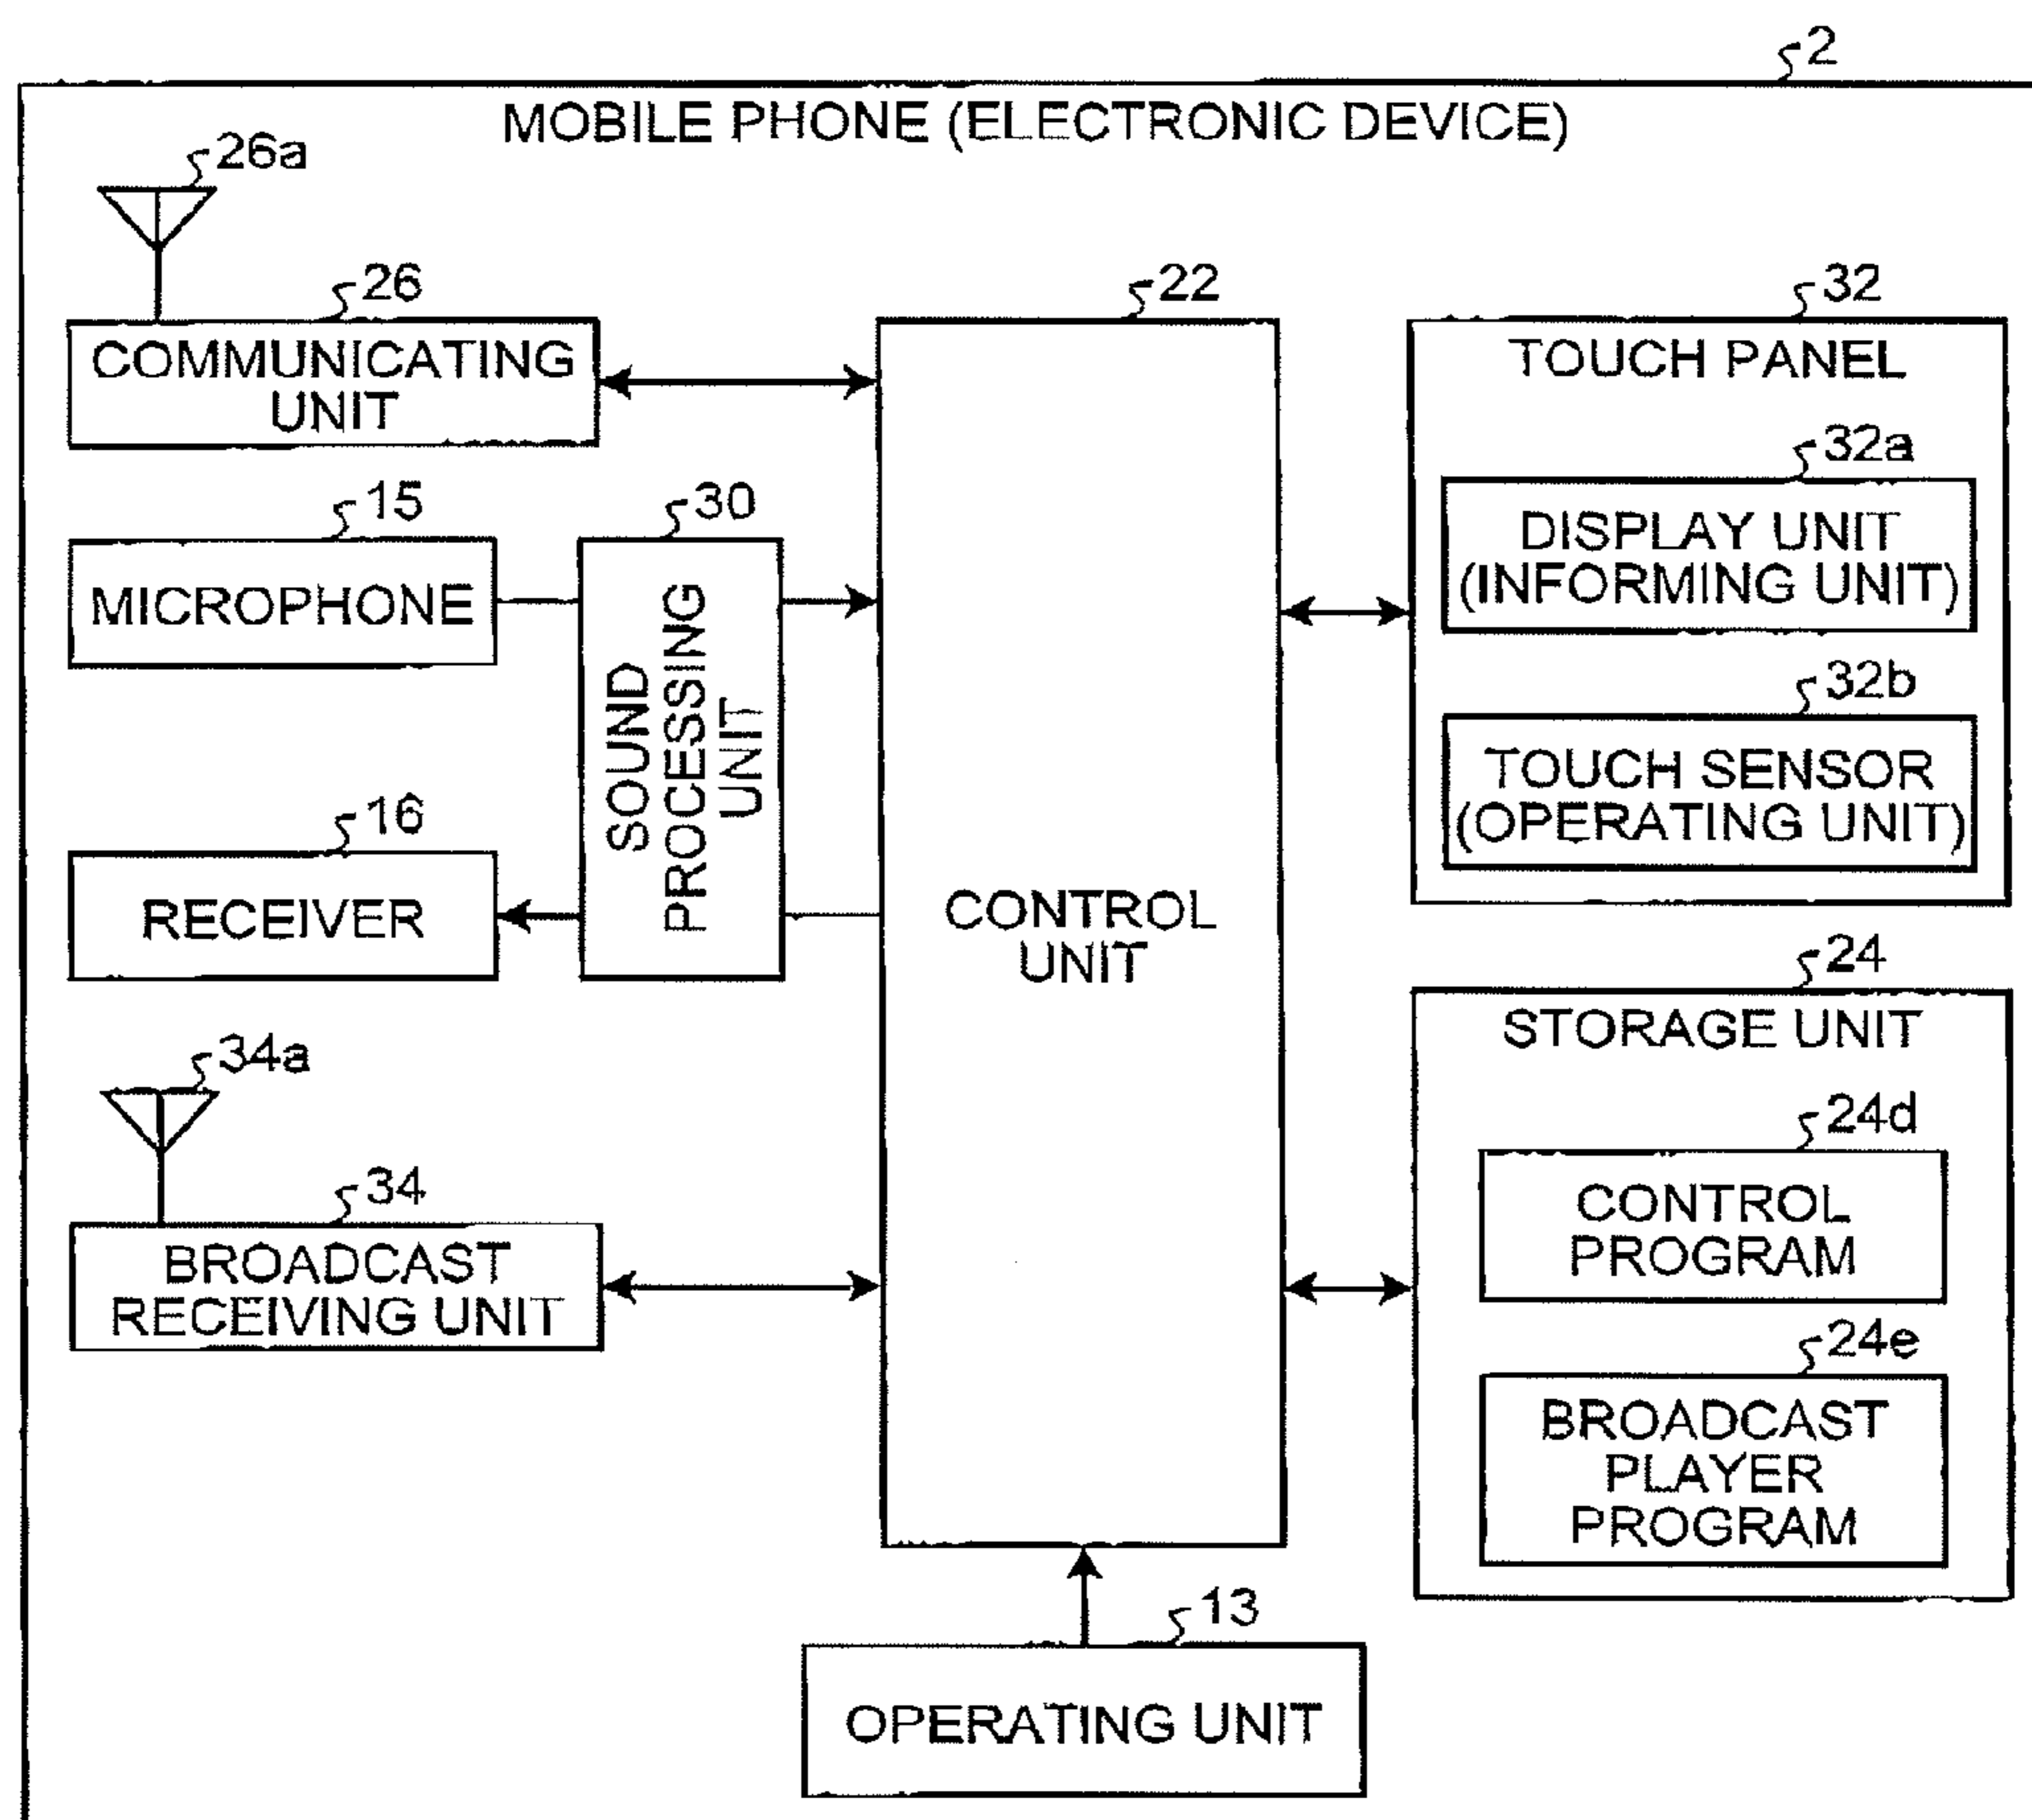 2
MOBILE PHONE (ELECTRONIC DEVICE)
26a
26
COMMUNICATING
UNIT
15
MICROPHONE
30
SOUND
PROCESSING
UNIT
16
RECEIVER
34a
34
BROADCAST
RECEIVING UNIT
22
CONTROL
UNIT
13
OPERATING UNIT
32
TOUCH PANEL
32a
DISPLAY UNIT
(INFORMING UNIT)
32b
TOUCH SENSOR
(OPERATING UNIT)
24
STORAGE UNIT
24d
CONTROL
PROGRAM
24e
BROADCAST
PLAYER
PROGRAM